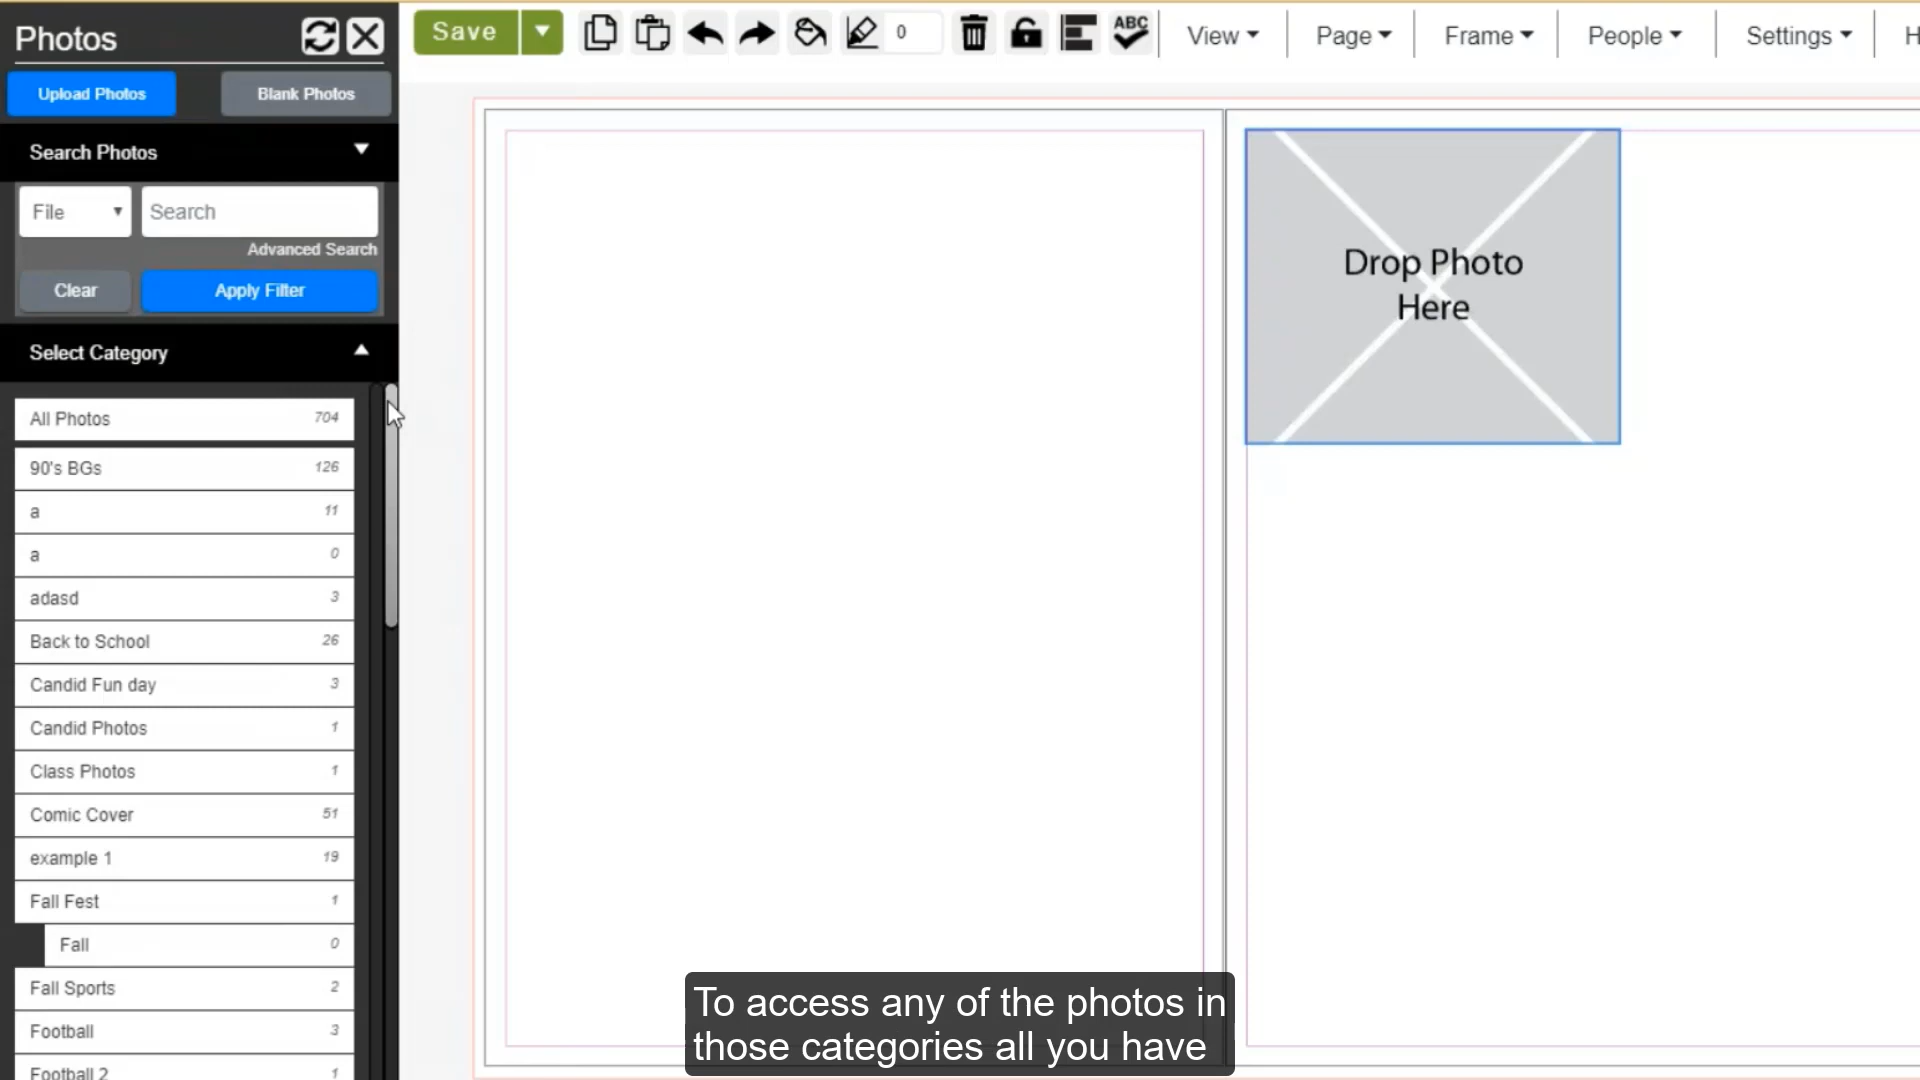 Photos
Upload Photos
Blank Photos
Search Photos
File
Search
Advanced Search
Clear
Apply Filter
Select Category
All Photos 704
90's BGs 126
a 11
a 0
adasd 3
Back to School 26
Candid Fun day 3
Candid Photos 1
Class Photos 1
Comic Cover 51
example 1 19
Fall Fest 1
Fall 0
Fall Sports 2
Football 3
Football 2 1
Save
0
ABC
View
Page
Frame
People
Settings
H
Drop Photo
Here
To access any of the photos in
those categories all you have